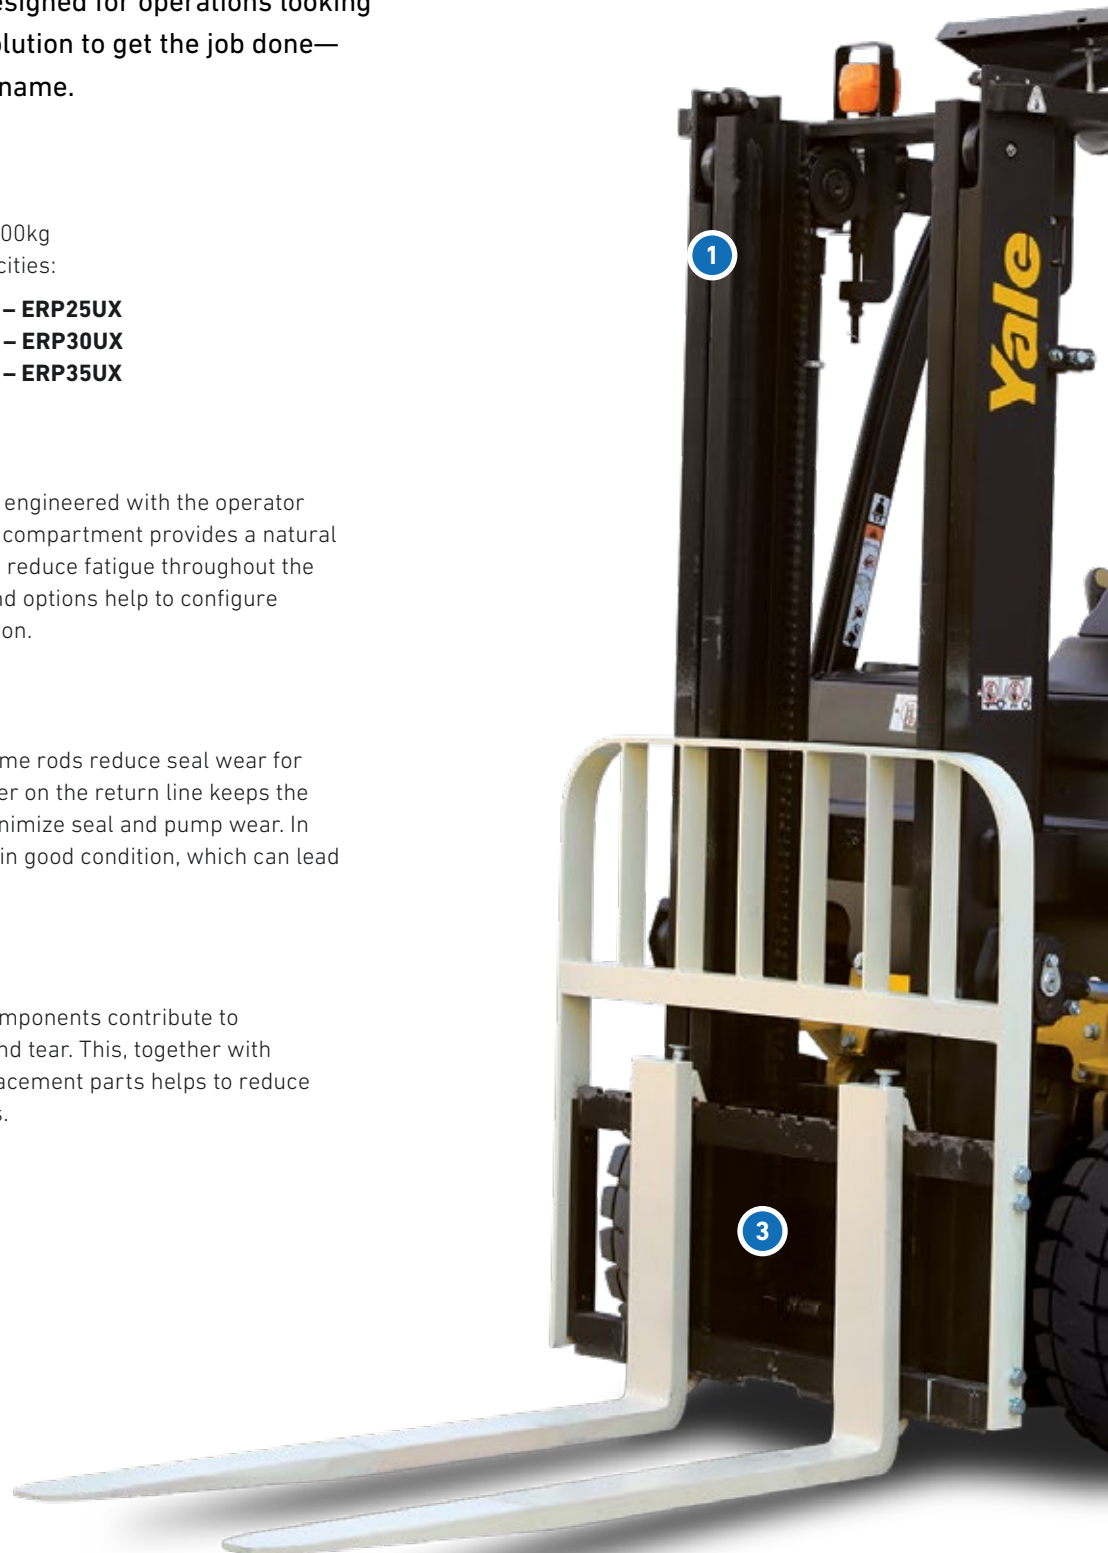 esigned for operations looking
olution to get the job done—
name.
00kg
cities:
– ERP25UX
– ERP30UX
– ERP35UX
engineered with the operator
compartment provides a natural
reduce fatigue throughout the
nd options help to configure
on.
me rods reduce seal wear for
er on the return line keeps the
nimize seal and pump wear. In
in good condition, which can lead
omponents contribute to
nd tear. This, together with
acement parts helps to reduce
s.
1
Yale
3